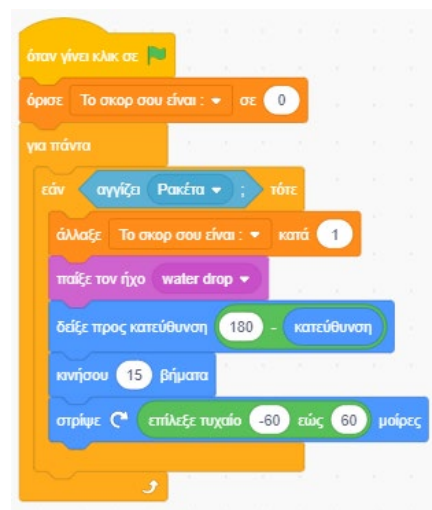 όταν γίνει κλικ σε
όρισε Το σκορ σου είναι : σε 0
για πάντα
εάν αγγίζει Ρακέτα ; τότε
άλλαξε Το σκορ σου είναι : κατά 1
παίξε τον ήχο water drop
δείξε προς κατεύθυνση 180 - κατεύθυνση
κινήσου 15 βήματα
στρίψε επίλεξε τυχαίο -60 εώς 60 μοίρες